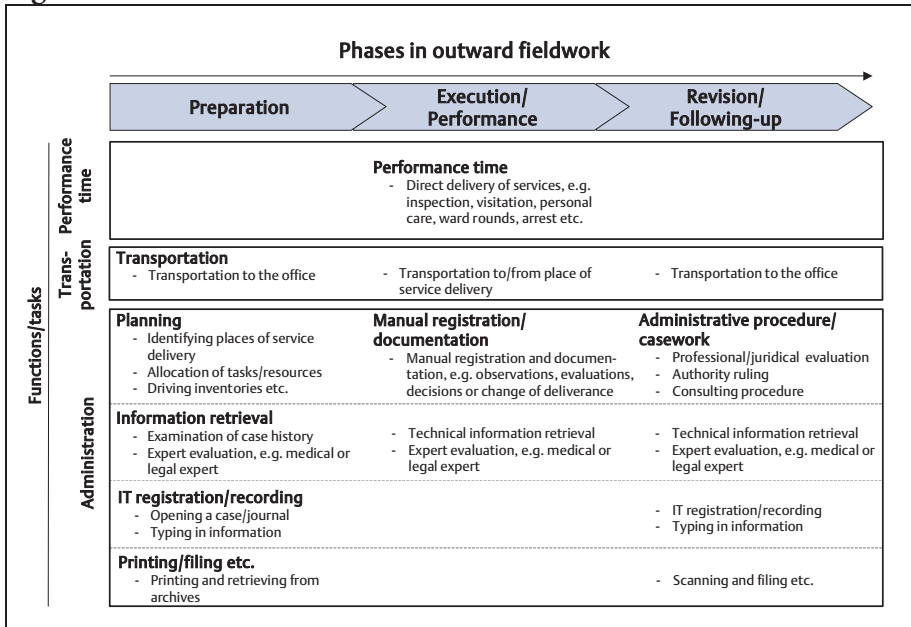 Phases in outward fieldwork
Preparation
Execution/
Performance
Revision/
Following-up
Functions/tasks
Performance
time
Performance time
- Direct delivery of services, e.g.
inspection, visitation, personal
care, ward rounds, arrest etc.
Trans-
portation
Transportation
- Transportation to the office
- Transportation to/from place of
service delivery
- Transportation to the office
Administration
Planning
- Identifying places of service
delivery
- Allocation of tasks/resources
- Driving inventories etc.
Manual registration/
documentation
- Manual registration and documen-
tation, e.g. observations, evaluations,
decisions or change of deliverance
Administrative procedure/
casework
- Professional/juridical evaluation
- Authority ruling
- Consulting procedure
Information retrieval
- Examination of case history
- Expert evaluation, e.g. medical or
legal expert
- Technical information retrieval
- Expert evaluation, e.g. medical or
legal expert
- Technical information retrieval
- Expert evaluation, e.g. medical or
legal expert
IT registration/recording
- Opening a case/journal
- Typing in information
- IT registration/recording
- Typing in information
Printing/filing etc.
- Printing and retrieving from
archives
- Scanning and filing etc.